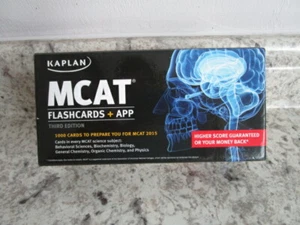 KAPLAN
MCAT®
FLASHCARDS + APP
THIRD EDITION
1000 CARDS TO PREPARE YOU FOR MCAT 2015
Cards in every MCAT science subject:
Behavioral Sciences, Biochemistry, Biology,
General Chemistry, Organic Chemistry, and Physics
HIGHER SCORE GUARANTEED
OR YOUR MONEY BACK*